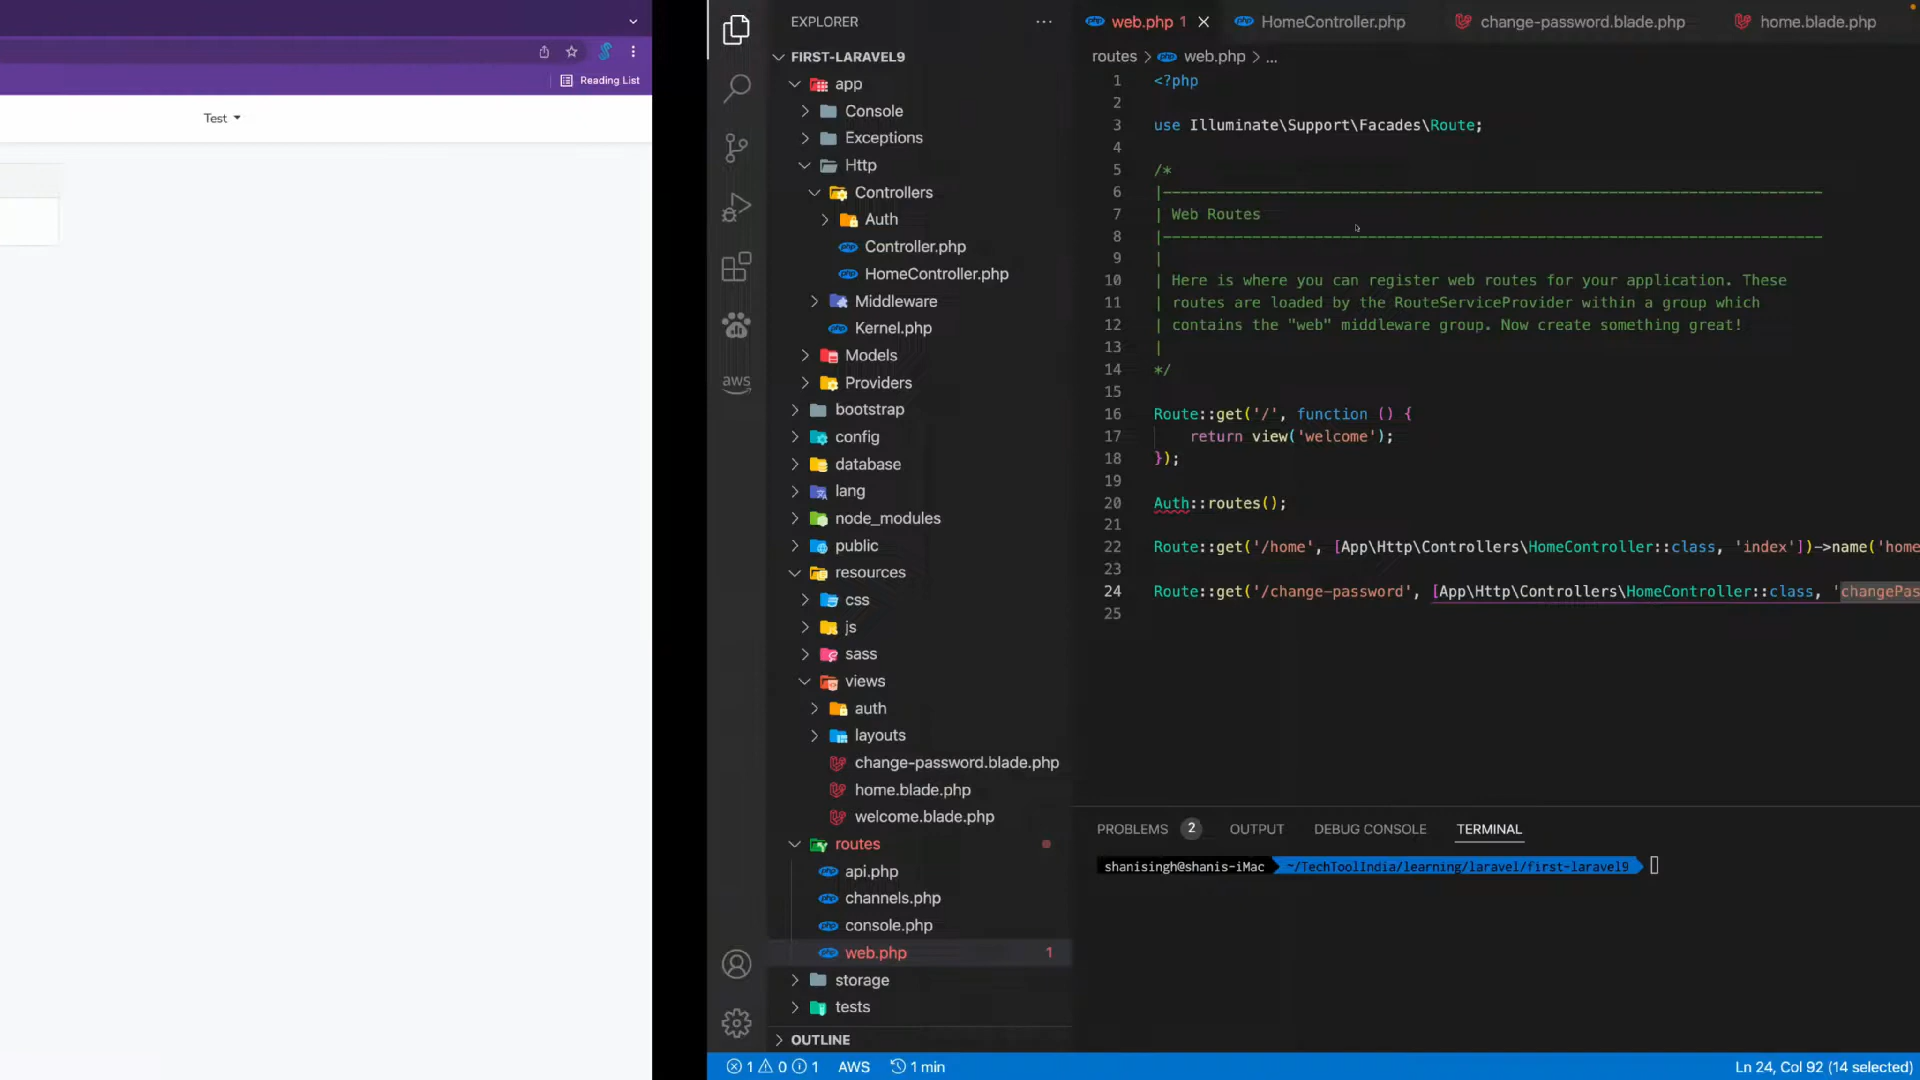 Reading List
Test
EXPLORER
FIRST-LARAVEL9
app
Console
Exceptions
Http
Controllers
Auth
Controller.php
HomeController.php
Middleware
Kernel.php
Models
Providers
bootstrap
config
database
lang
node_modules
public
resources
css
js
sass
views
auth
layouts
change-password.blade.php
home.blade.php
welcome.blade.php
routes
api.php
channels.php
console.php
web.php 1
storage
tests
OUTLINE
aws
web.php 1 HomeController.php change-password.blade.php home.blade.php
routes > web.php > ...
1 <?php
2
3 use Illuminate\Support\Facades\Route;
4
5 /*
6 |--------------------------------------------------------------------------
7 | Web Routes
8 |--------------------------------------------------------------------------
9 |
10 | Here is where you can register web routes for your application. These
11 | routes are loaded by the RouteServiceProvider within a group which
12 | contains the "web" middleware group. Now create something great!
13 |
14 */
15
16 Route::get('/', function () {
17 return view('welcome');
18 });
19
20 Auth::routes();
21
22 Route::get('/home', [App\Http\Controllers\HomeController::class, 'index'])->name('home
23
24 Route::get('/change-password', [App\Http\Controllers\HomeController::class, 'changePas
25
PROBLEMS 2 OUTPUT DEBUG CONSOLE TERMINAL
shanisingh@shanis-iMac ~/TechToolIndia/learning/laravel/first-laravel9
1 0 1 AWS 1 min
Ln 24, Col 92 (14 selected)